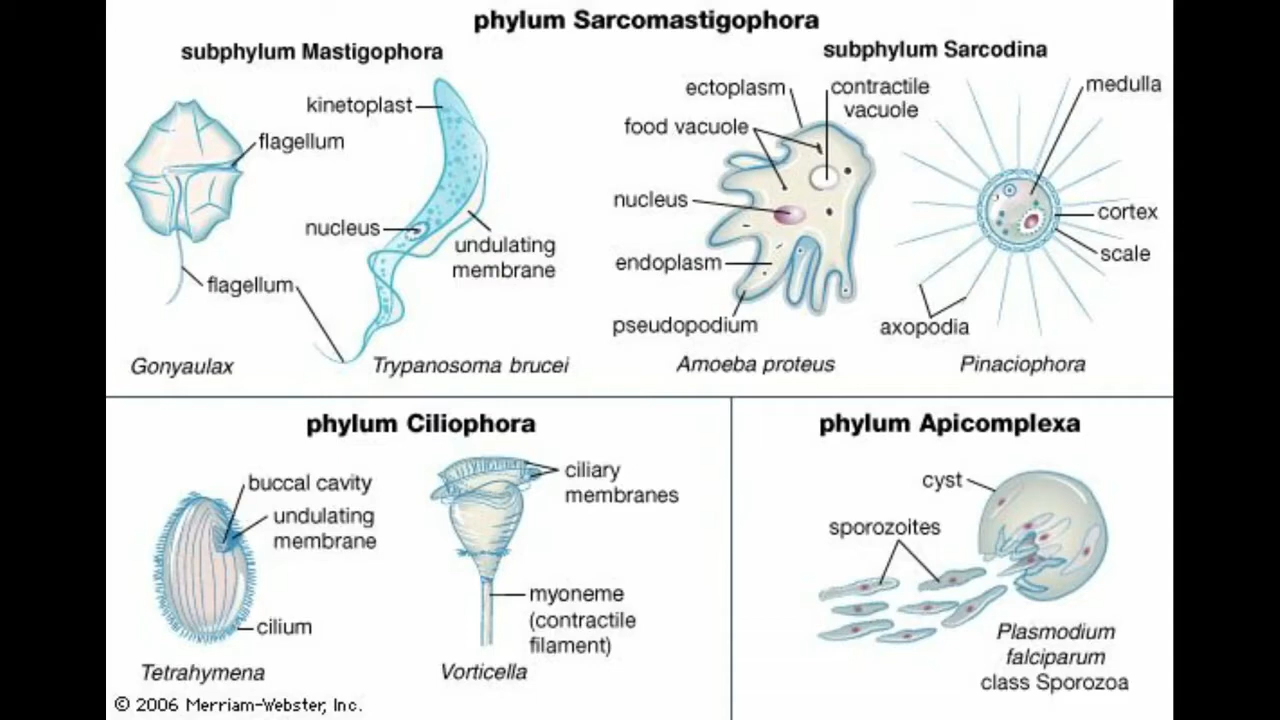 phylum Sarcomastigophora
subphylum Mastigophora
subphylum Sarcodina
flagellum
flagellum
Gonyaulax
kinetoplast
nucleus
undulating
membrane
Trypanosoma brucei
ectoplasm
contractile
vacuole
food vacuole
nucleus
endoplasm
pseudopodium
Amoeba proteus
medulla
cortex
scale
axopodia
Pinaciophora
phylum Ciliophora
buccal cavity
undulating
membrane
cilium
Tetrahymena
ciliary
membranes
myoneme
(contractile
filament)
Vorticella
phylum Apicomplexa
cyst
sporozoites
Plasmodium
falciparum
class Sporozoa
© 2006 Merriam-Webster, Inc.